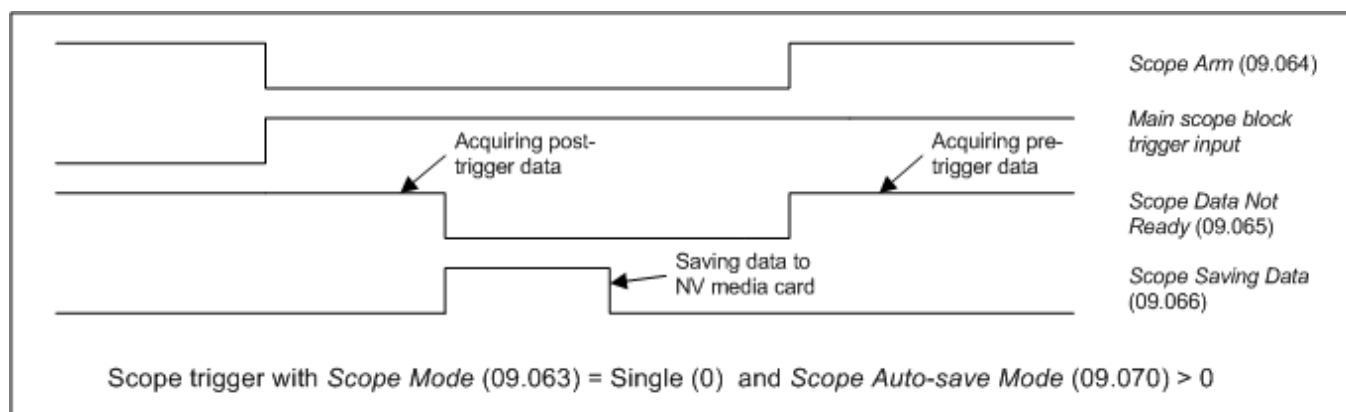 Scope Arm (09.064)
Main scope block
trigger input
Acquiring post-
trigger data
Acquiring pre-
trigger data
Scope Data Not
Ready (09.065)
Saving data to
NV media card
Scope Saving Data
(09.066)
Scope trigger with Scope Mode (09.063) = Single (0) and Scope Auto-save Mode (09.070) > 0